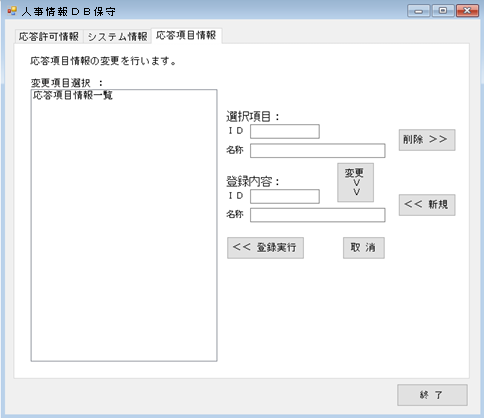 人事情報ＤＢ保守
応答許可情報 システム情報 応答項目情報
応答項目情報の変更を行います。
変更項目選択 ：
応答項目情報一覧
選択項目：
ＩＤ
名称
削除 ＞＞
登録内容：
変更
Ｖ
Ｖ
ＩＤ
名称
＜＜ 新規
＜＜ 登録実行
取 消
終 了